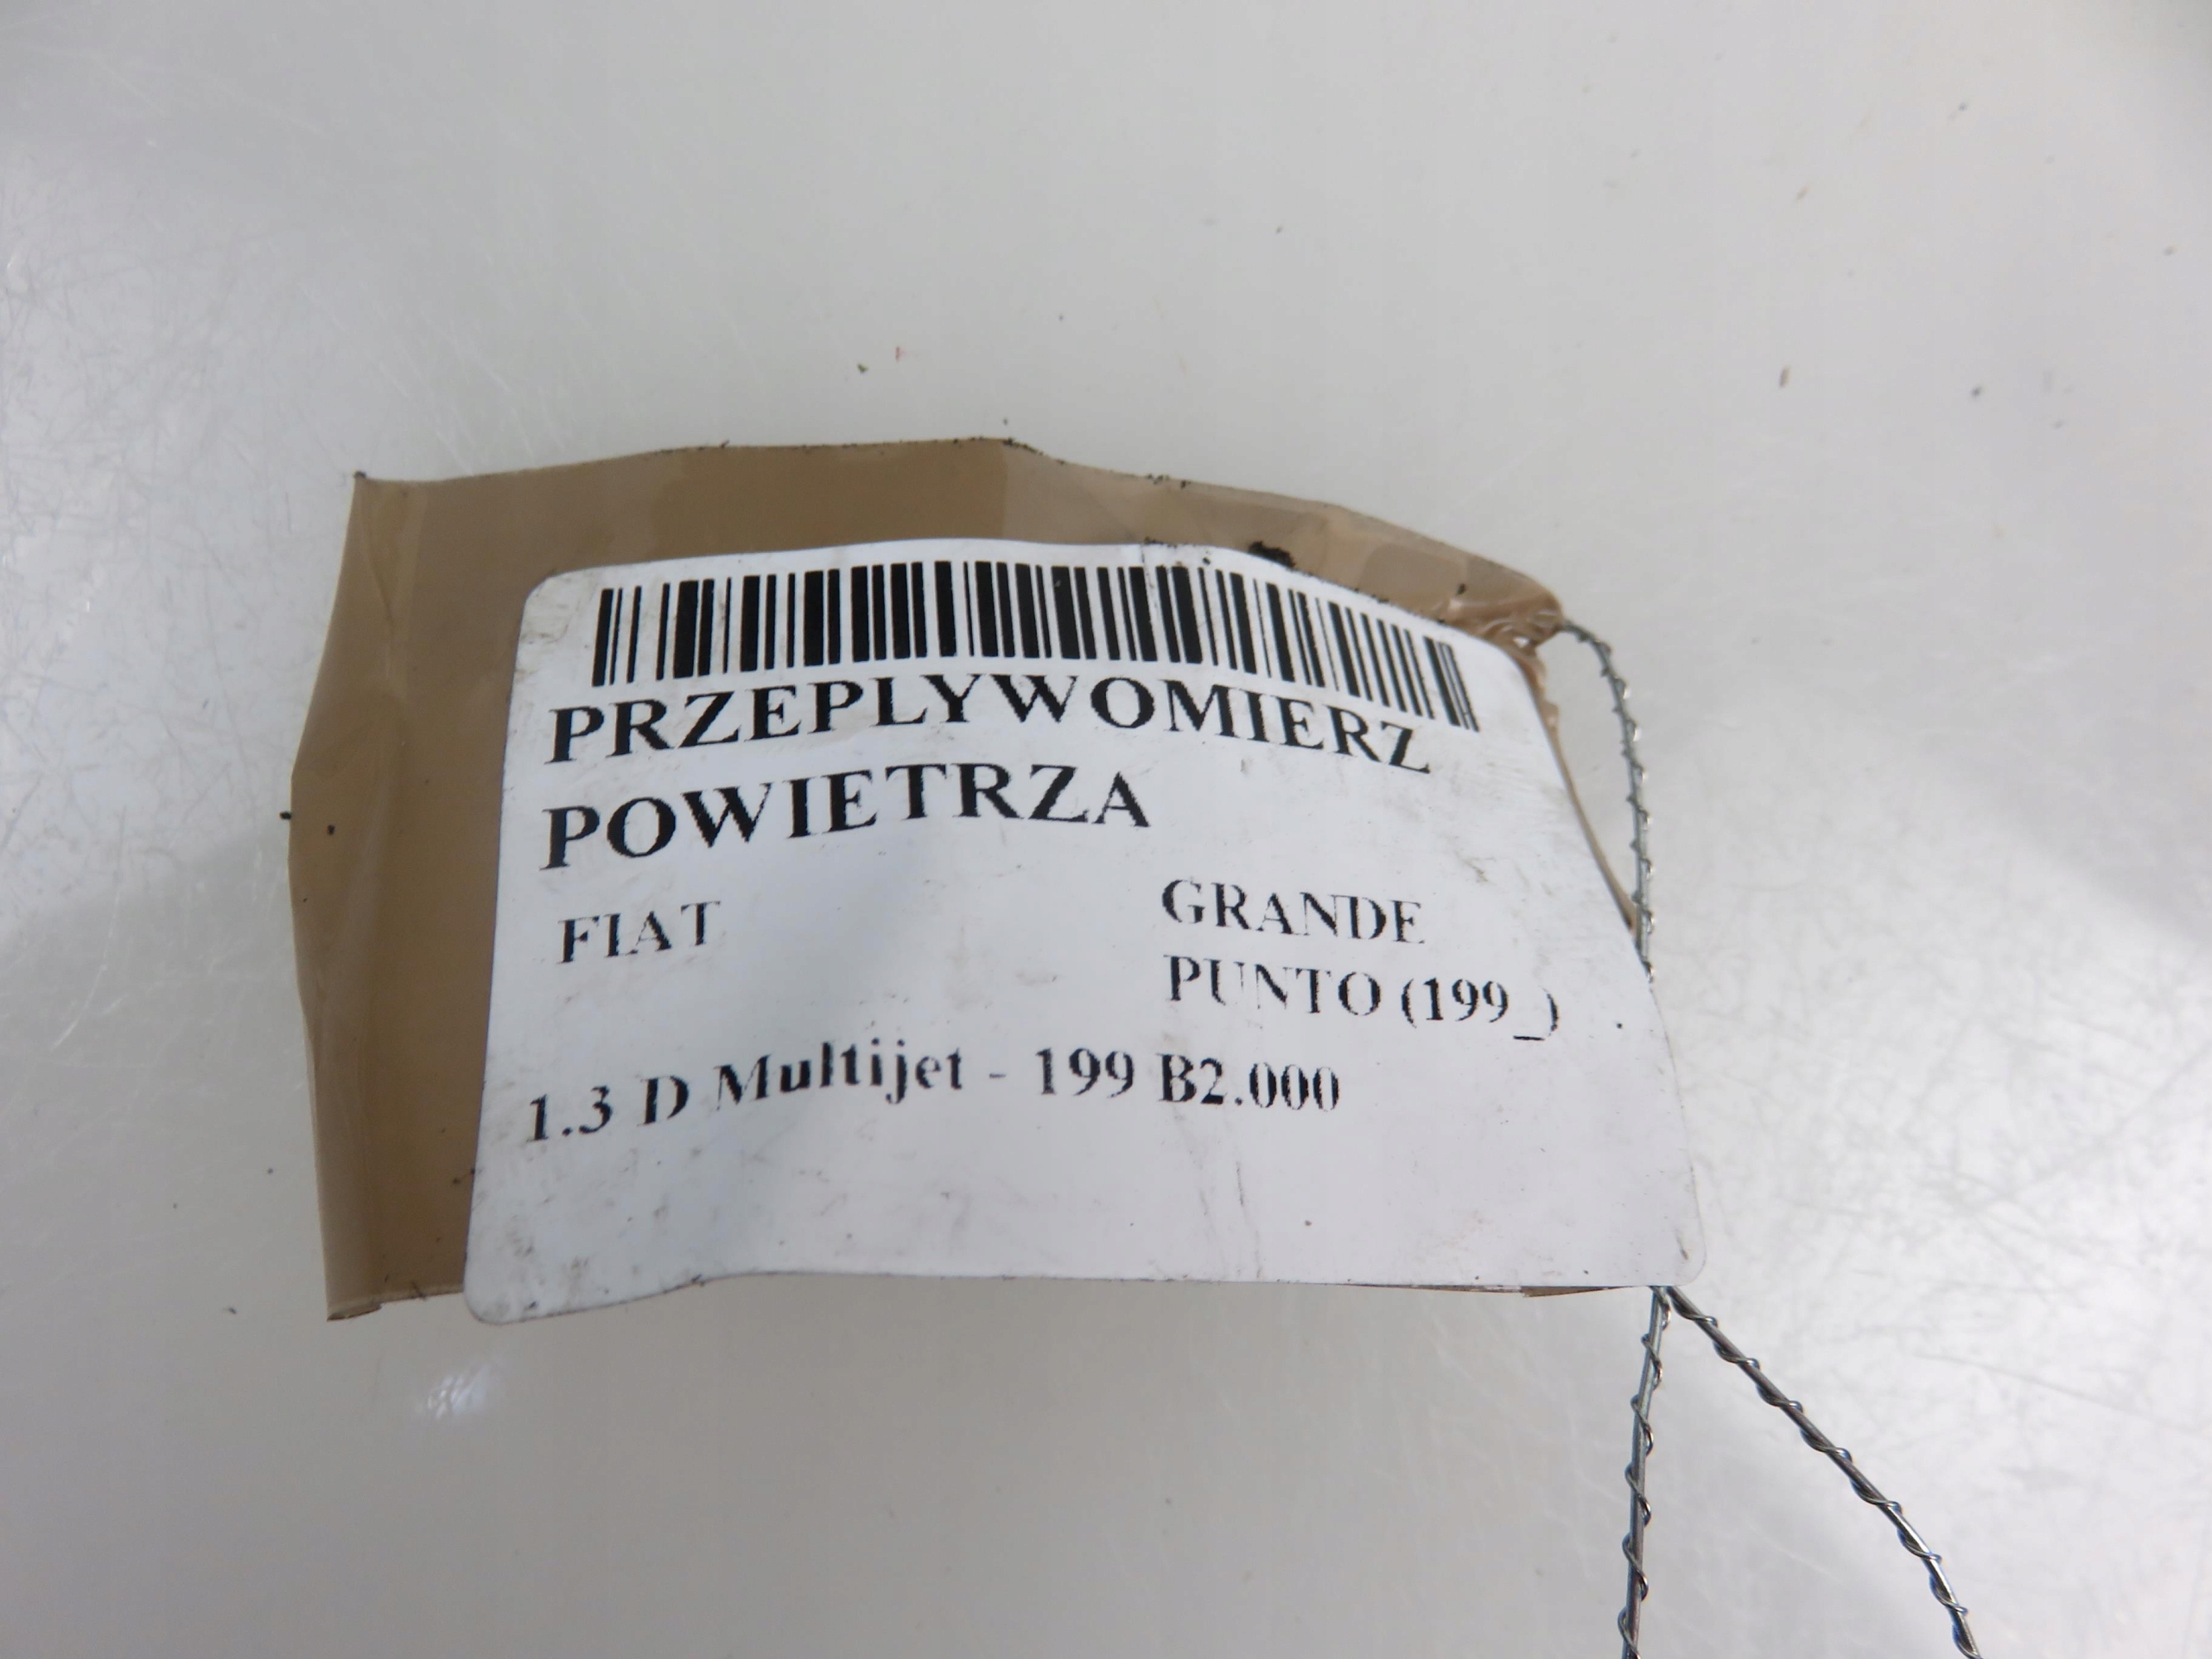 PRZEPLYWOMIERZ
POWIETRZA
FIAT
GRANDE
PUNTO (199_)
1.3 D Multijet - 199 B2.000